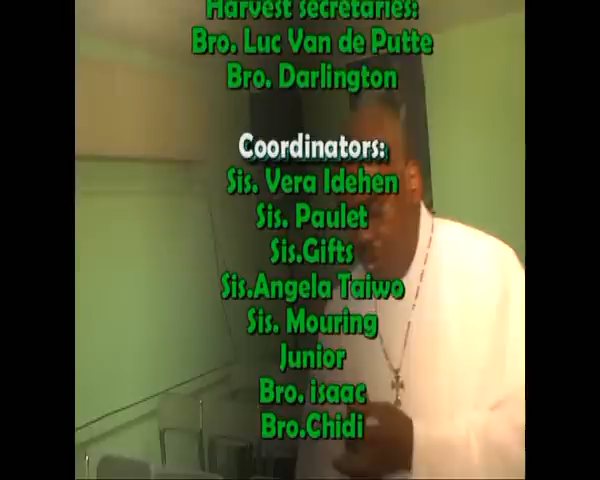 Harvest secretaries:
Bro. Luc Van de Putte
Bro. Darlington
Coordinators:
Sis. Vera Idehen
Sis. Paulet
Sis.Gifts
Sis.Angela Taiwo
Sis. Mouring
Junior
Bro. isaac
Bro.Chidi